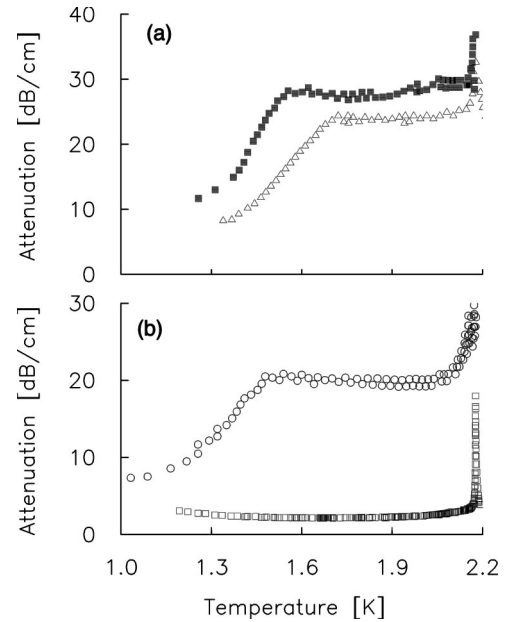 40
(a)
30
20
10
0
Attenuation [dB/cm]
30
(b)
20
10
0
Attenuation [dB/cm]
1.0 1.3 1.6 1.9 2.2
Temperature [K]